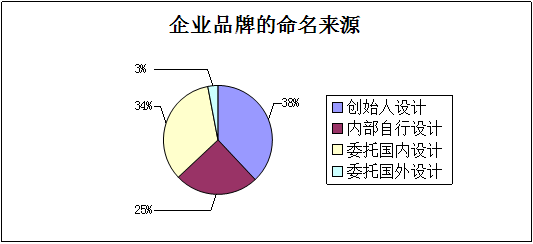 企业品牌的命名来源
3%
34%
38%
25%
创始人设计
内部自行设计
委托国内设计
委托国外设计